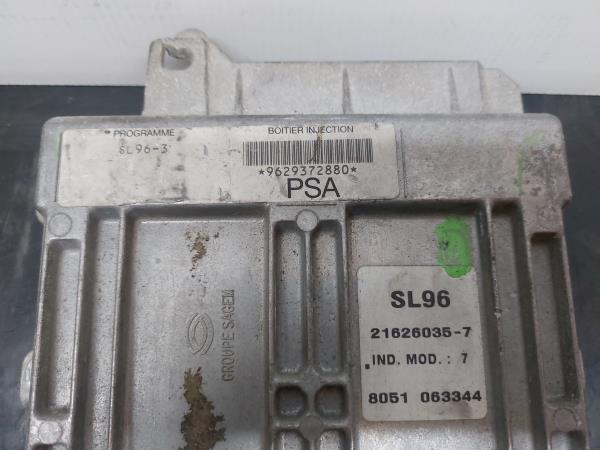 PROGRAMME
SL96-3
BOITIER INJECTION
*9629372880*
PSA
GROUPE SAGEM
SL96
21626035-7
IND. MOD.: 7
8051 063344